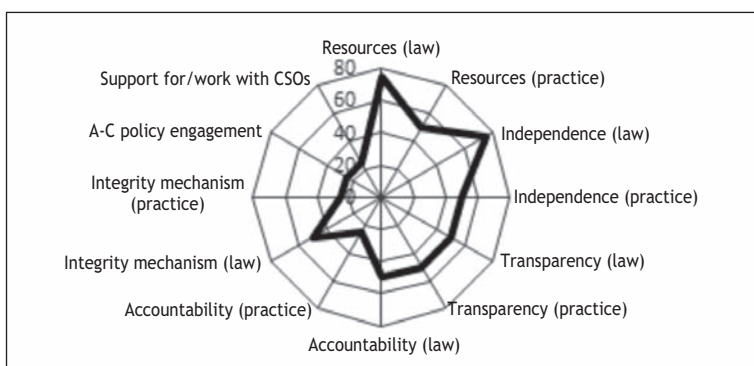 Resources (law)
80
60
40
20
0
Resources (practice)
Independence (law)
Independence (practice)
Transparency (law)
Transparency (practice)
Accountability (law)
Accountability (practice)
Integrity mechanism (law)
Integrity mechanism
(practice)
A-C policy engagement
Support for/work with CSOs